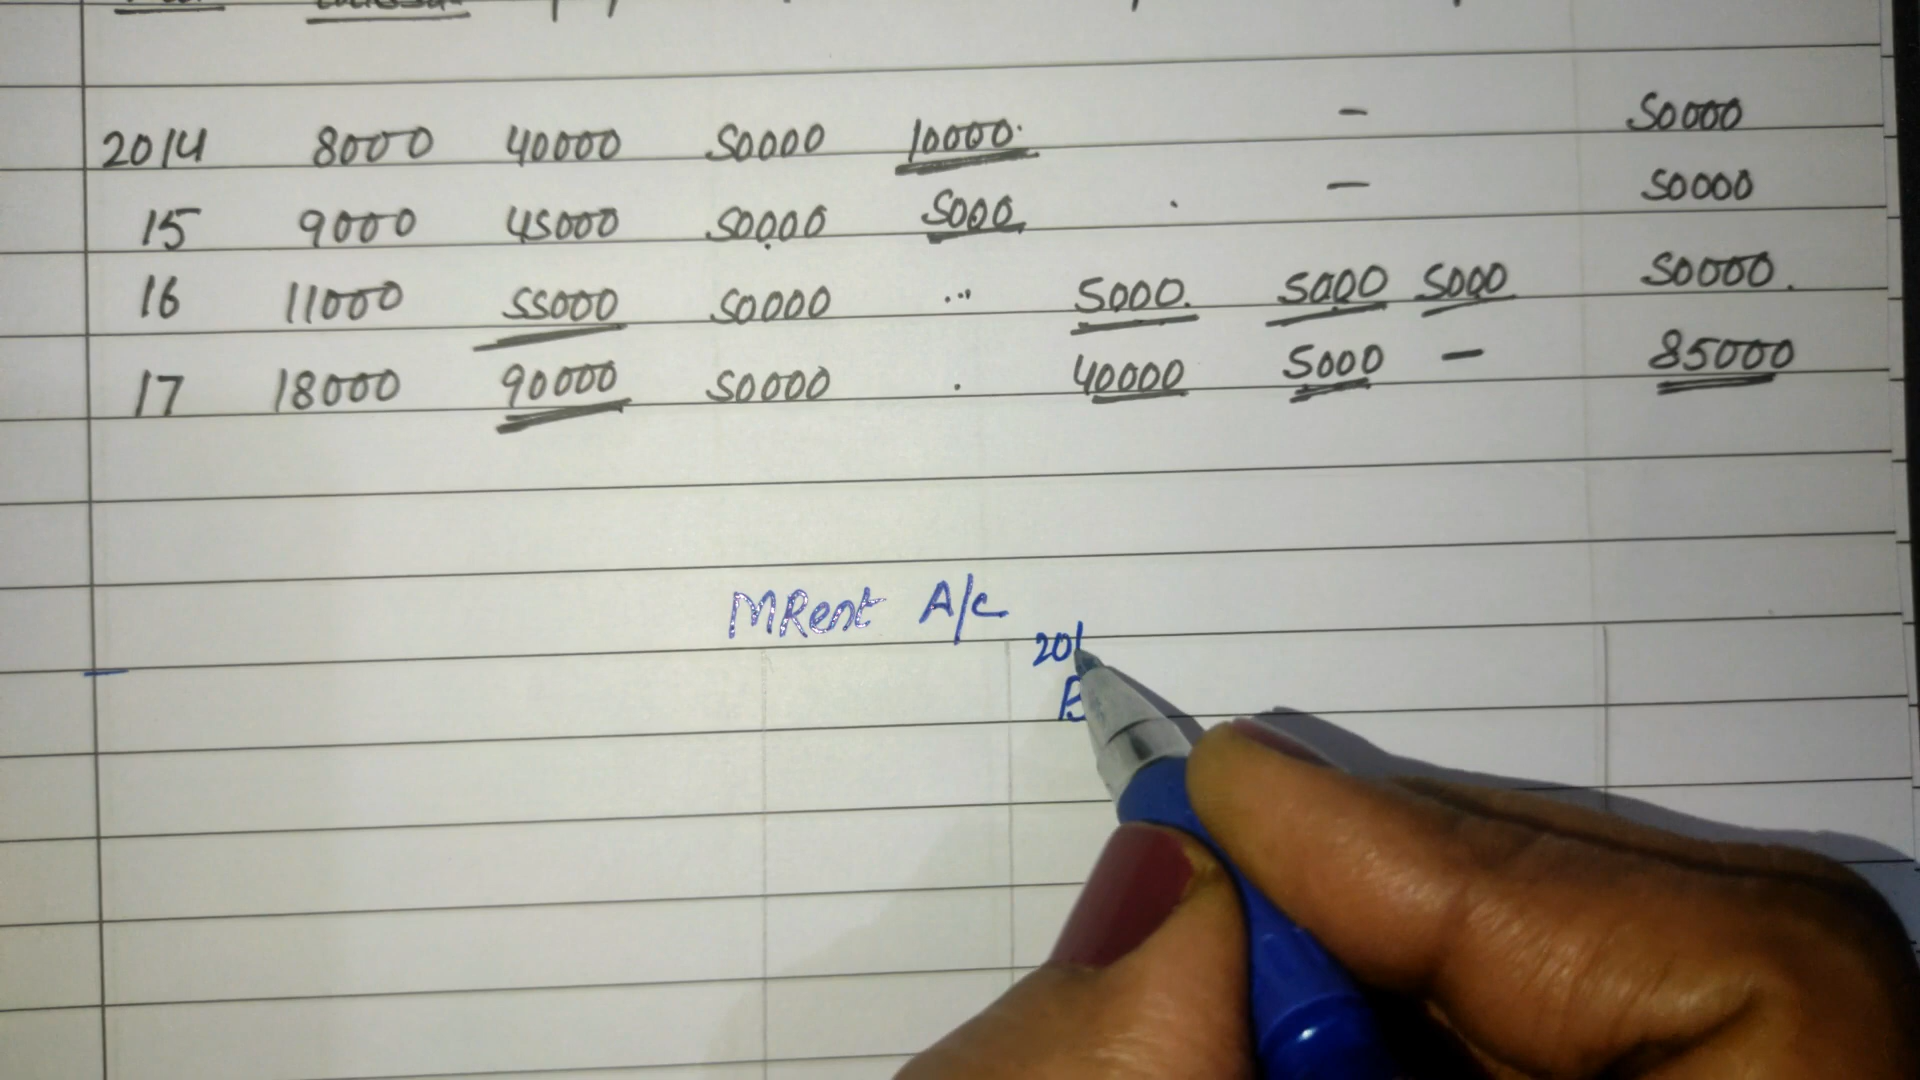 2014 8000 40000 50000 10000. - 50000
15 9000 45000 50000 5000 . - 50000
16 11000 55000 50000 ... 5000. 5000 5000 50000.
17 18000 90000 50000 . 40000 5000 - 85000
MRent A/c
201
B